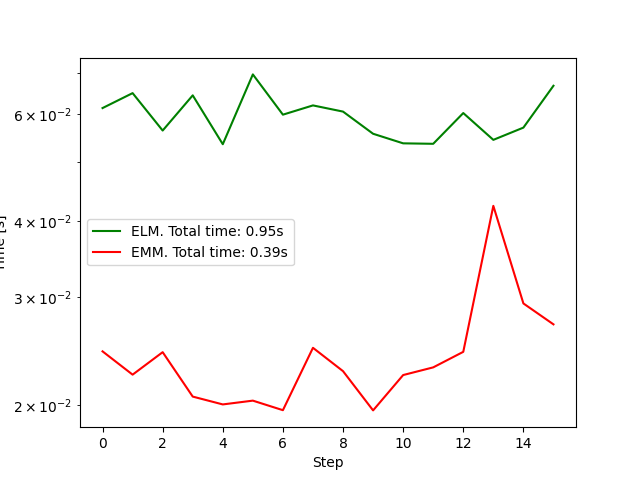 6 × 10⁻²
4 × 10⁻²
3 × 10⁻²
2 × 10⁻²
Time [s]
ELM. Total time: 0.95s
EMM. Total time: 0.39s
0 2 4 6 8 10 12 14
Step